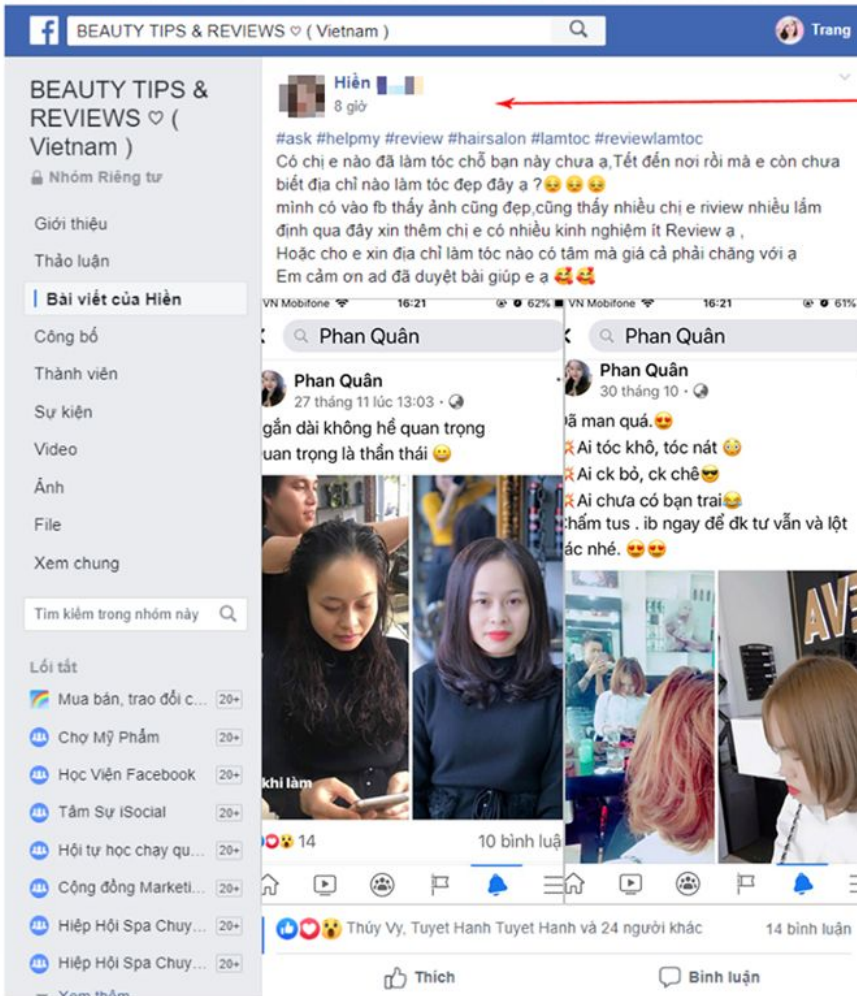 BEAUTY TIPS & REVIEWS ♡ ( Vietnam )
Trang
BEAUTY TIPS &
REVIEWS ♡ (
Vietnam )
Nhóm Riêng tư
Giới thiệu
Thảo luận
Bài viết của Hiền
Công bố
Thành viên
Sự kiện
Video
Ảnh
File
Xem chung
Tìm kiếm trong nhóm này
Lối tắt
Mua bán, trao đổi c... 20+
Chợ Mỹ Phẩm 20+
Học Viện Facebook 20+
Tâm Sự iSocial 20+
Hội tự học chạy qu... 20+
Cộng đồng Marketi... 20+
Hiệp Hội Spa Chuy... 20+
Hiệp Hội Spa Chuy... 20+
Xem thêm
Hiền
8 giờ
#ask #helpmy #review #hairsalon #lamtoc #reviewlamtoc
Có chị e nào đã làm tóc chỗ bạn này chưa ạ,Tết đến nơi rồi mà e còn chưa
biết địa chỉ nào làm tóc đẹp đây ạ ?😣😣😣
mình có vào fb thấy ảnh cũng đẹp,cũng thấy nhiều chị e riview nhiều lắm
định qua đây xin thêm chị e có nhiều kinh nghiệm ít Review ạ ,
Hoặc cho e xin địa chỉ làm tóc nào có tâm mà giá cả phải chăng với ạ
Em cảm ơn ad đã duyệt bài giúp e ạ 🥰🥰
VN Mobifone 16:21 62%
Phan Quân
Phan Quân
27 tháng 11 lúc 13:03 ·
gắn dài không hề quan trọng
uan trọng là thần thái 😀
khi làm
14 10 bình luậ
VN Mobifone 16:21 61%
Phan Quân
Phan Quân
30 tháng 10 ·
ã man quá.😍
💥Ai tóc khô, tóc nát 😳
💥Ai ck bỏ, ck chê😎
💥Ai chưa có bạn trai😂
hấm tus . ib ngay để đk tư vẫn và lột
ác nhé. 😍😍
AVE
Thúy Vy, Tuyet Hanh Tuyet Hanh và 24 người khác 14 bình luận
Thích Bình luận